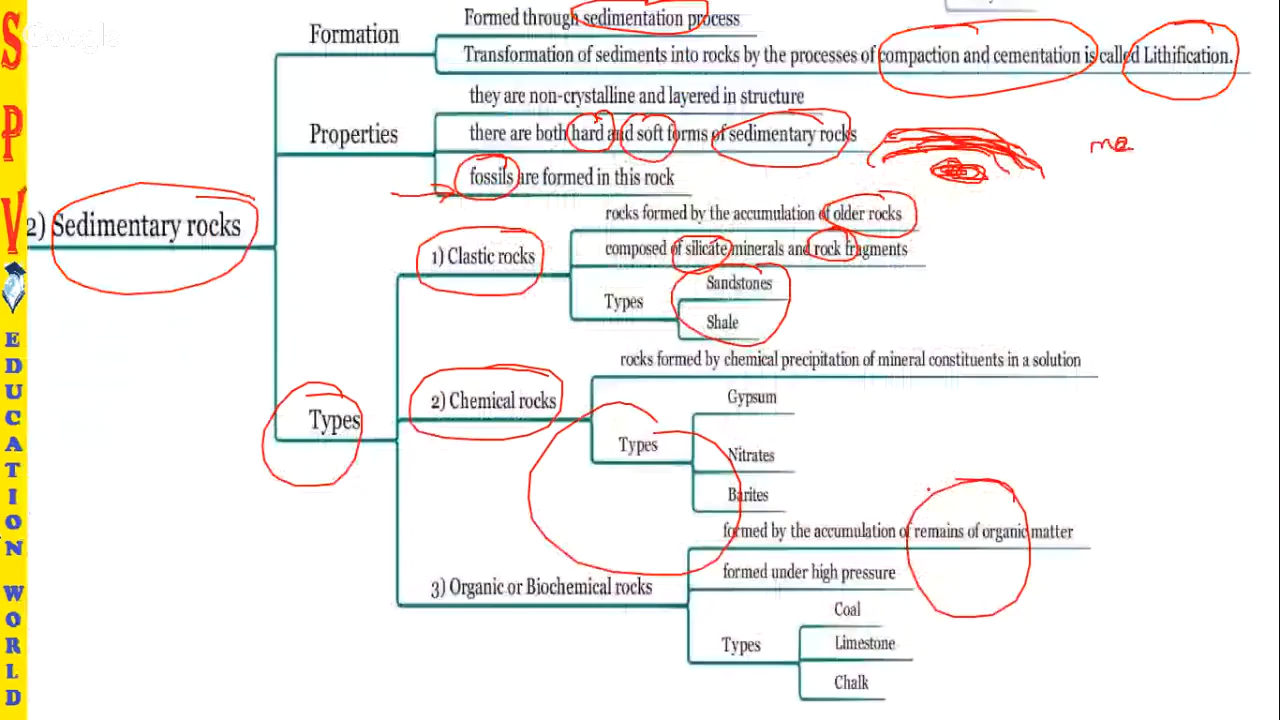 Google
SPV EDUCATION WORLD
2) Sedimentary rocks
Formation
Formed through sedimentation process
Transformation of sediments into rocks by the processes of compaction and cementation is called Lithification.
Properties
they are non-crystalline and layered in structure
there are both hard and soft forms of sedimentary rocks
fossils are formed in this rock
Types
1) Clastic rocks
rocks formed by the accumulation of older rocks
composed of silicate minerals and rock fragments
Types
Sandstones
Shale
2) Chemical rocks
rocks formed by chemical precipitation of mineral constituents in a solution
Types
Gypsum
Nitrates
Barites
3) Organic or Biochemical rocks
formed by the accumulation of remains of organic matter
formed under high pressure
Types
Coal
Limestone
Chalk